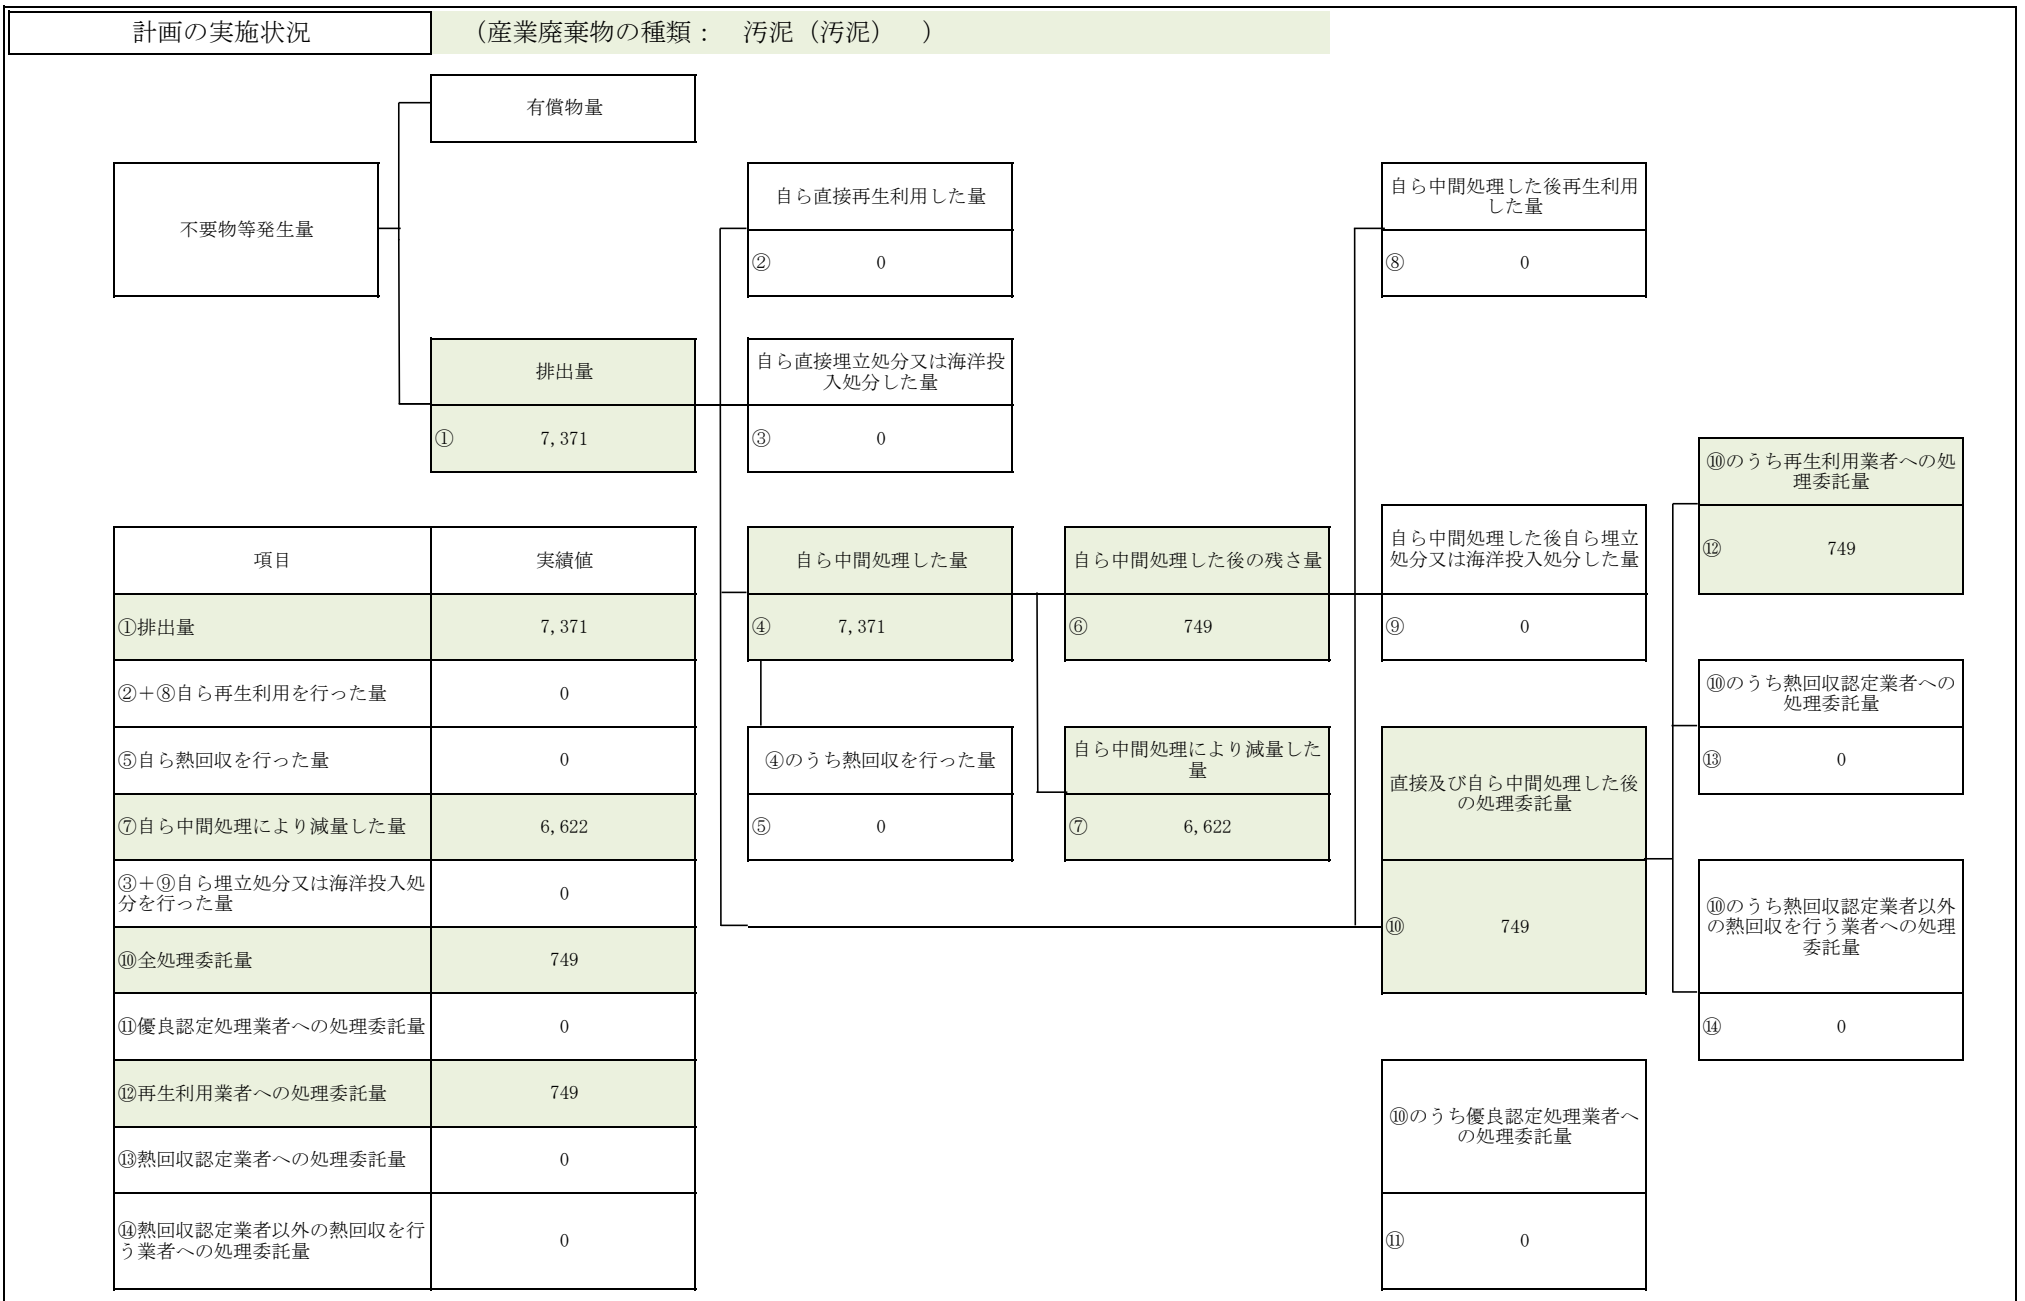 計画の実施状況
（産業廃棄物の種類： 汚泥（汚泥） ）
有償物量
不要物等発生量
自ら直接再生利用した量
② 0
自ら中間処理した後再生利用
した量
⑧ 0
排出量
① 7,371
自ら直接埋立処分又は海洋投
入処分した量
③ 0
⑩のうち再生利用業者への処
理委託量
⑫ 749
項目 実績値
①排出量 7,371
②＋⑧自ら再生利用を行った量 0
⑤自ら熱回収を行った量 0
⑦自ら中間処理により減量した量 6,622
③＋⑨自ら埋立処分又は海洋投入処
分を行った量 0
⑩全処理委託量 749
⑪優良認定処理業者への処理委託量 0
⑫再生利用業者への処理委託量 749
⑬熱回収認定業者への処理委託量 0
⑭熱回収認定業者以外の熱回収を行
う業者への処理委託量 0
自ら中間処理した量
④ 7,371
自ら中間処理した後の残さ量
⑥ 749
自ら中間処理した後自ら埋立
処分又は海洋投入処分した量
⑨ 0
④のうち熱回収を行った量
⑤ 0
自ら中間処理により減量した
量
⑦ 6,622
直接及び自ら中間処理した後
の処理委託量
⑩ 749
⑩のうち熱回収認定業者への
処理委託量
⑬ 0
⑩のうち熱回収認定業者以外
の熱回収を行う業者への処理
委託量
⑭ 0
⑩のうち優良認定処理業者へ
の処理委託量
⑪ 0